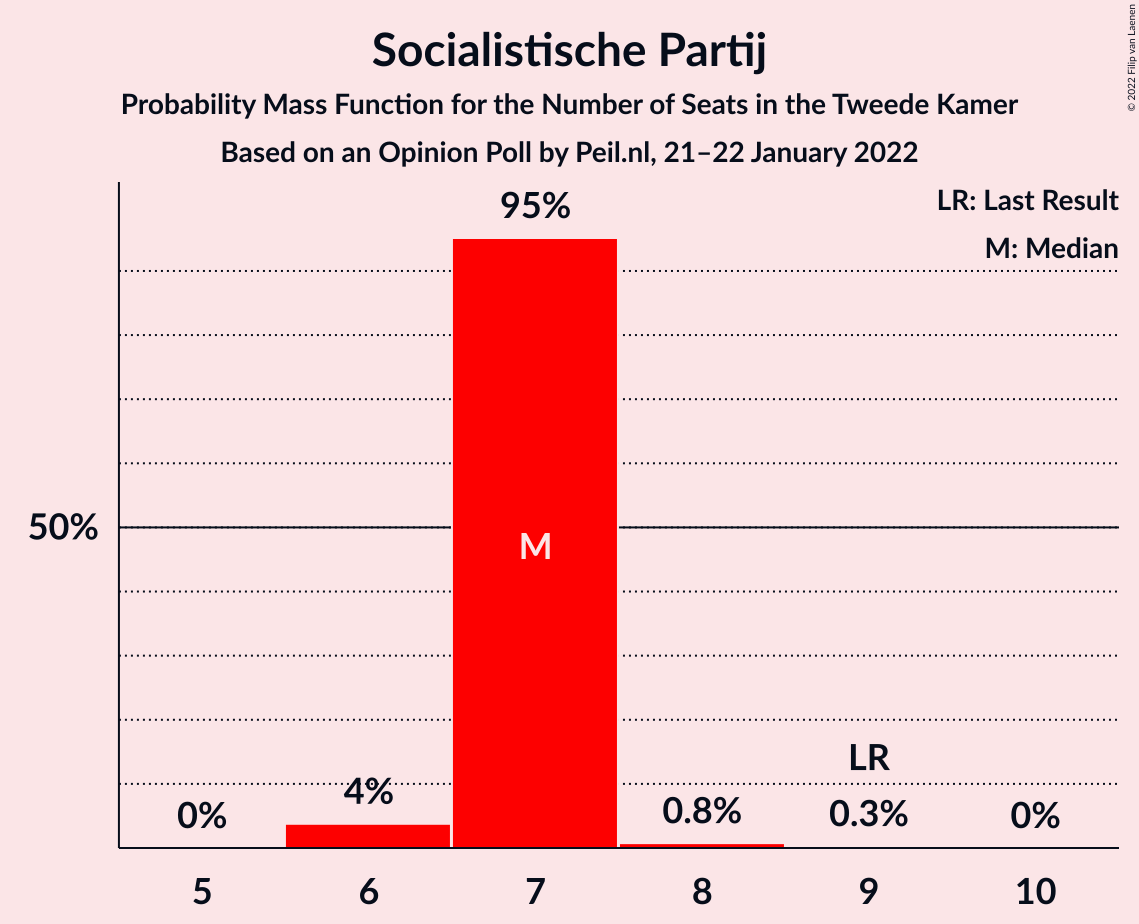 Socialistische Partij
Probability Mass Function for the Number of Seats in the Tweede Kamer
Based on an Opinion Poll by Peil.nl, 21–22 January 2022
© 2022 Filip van Laenen
LR: Last Result
M: Median
95%
50%
M
LR
0%
4%
0.8%
0.3%
0%
5
6
7
8
9
10